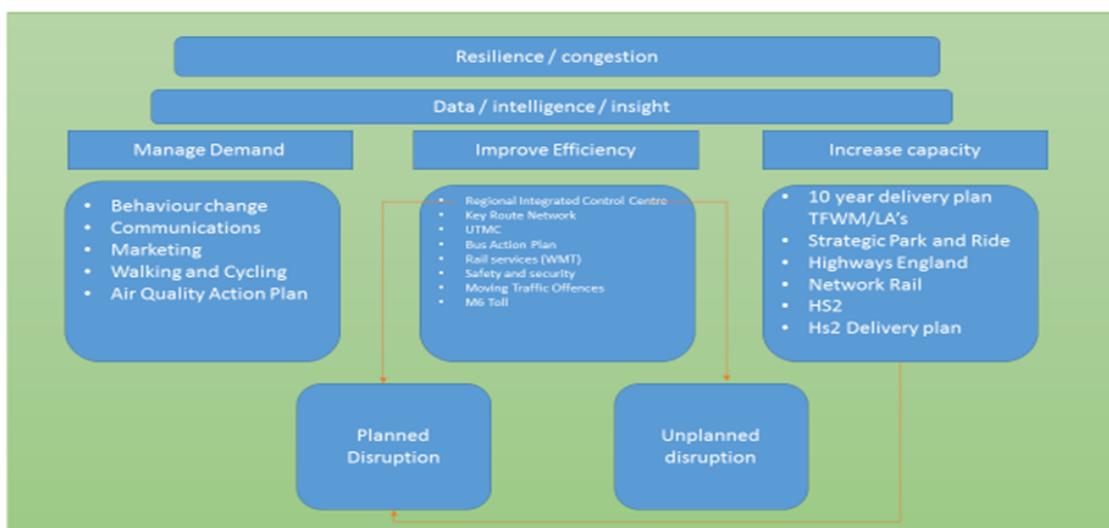 Resilience / congestion
Data / intelligence / insight
Manage Demand
Improve Efficiency
Increase capacity
• Behaviour change
• Communications
• Marketing
• Walking and Cycling
• Air Quality Action Plan
• Regional Integrated Control Centre
• Key Route Network
• UTMC
• Bus Action Plan
• Rail services (WMT)
• Safety and security
• Moving Traffic Offences
• M6 Toll
• 10 year delivery plan
TFWM/LA's
• Strategic Park and Ride
• Highways England
• Network Rail
• HS2
• Hs2 Delivery plan
Planned
Disruption
Unplanned
disruption